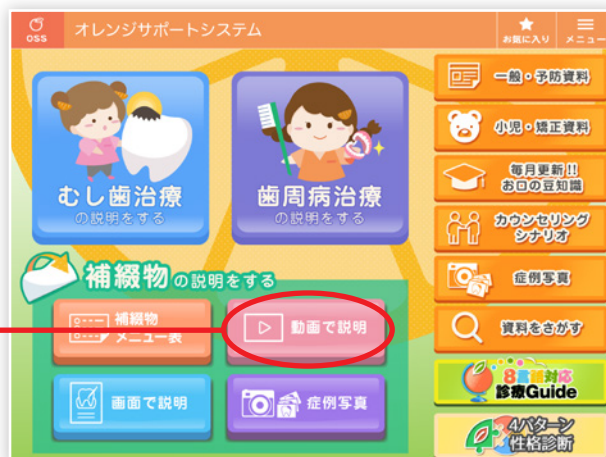 OSS
オレンジサポートシステム
お気に入り
メニュー
むし歯治療
の説明をする
歯周病治療
の説明をする
補綴物の説明をする
補綴物
メニュー表
動画で説明
画面で説明
症例写真
一般・予防資料
小児・矯正資料
毎月更新!!
お口の豆知識
カウンセリング
シナリオ
症例写真
資料をさがす
8言語対応
診療Guide
4パターン
性格診断